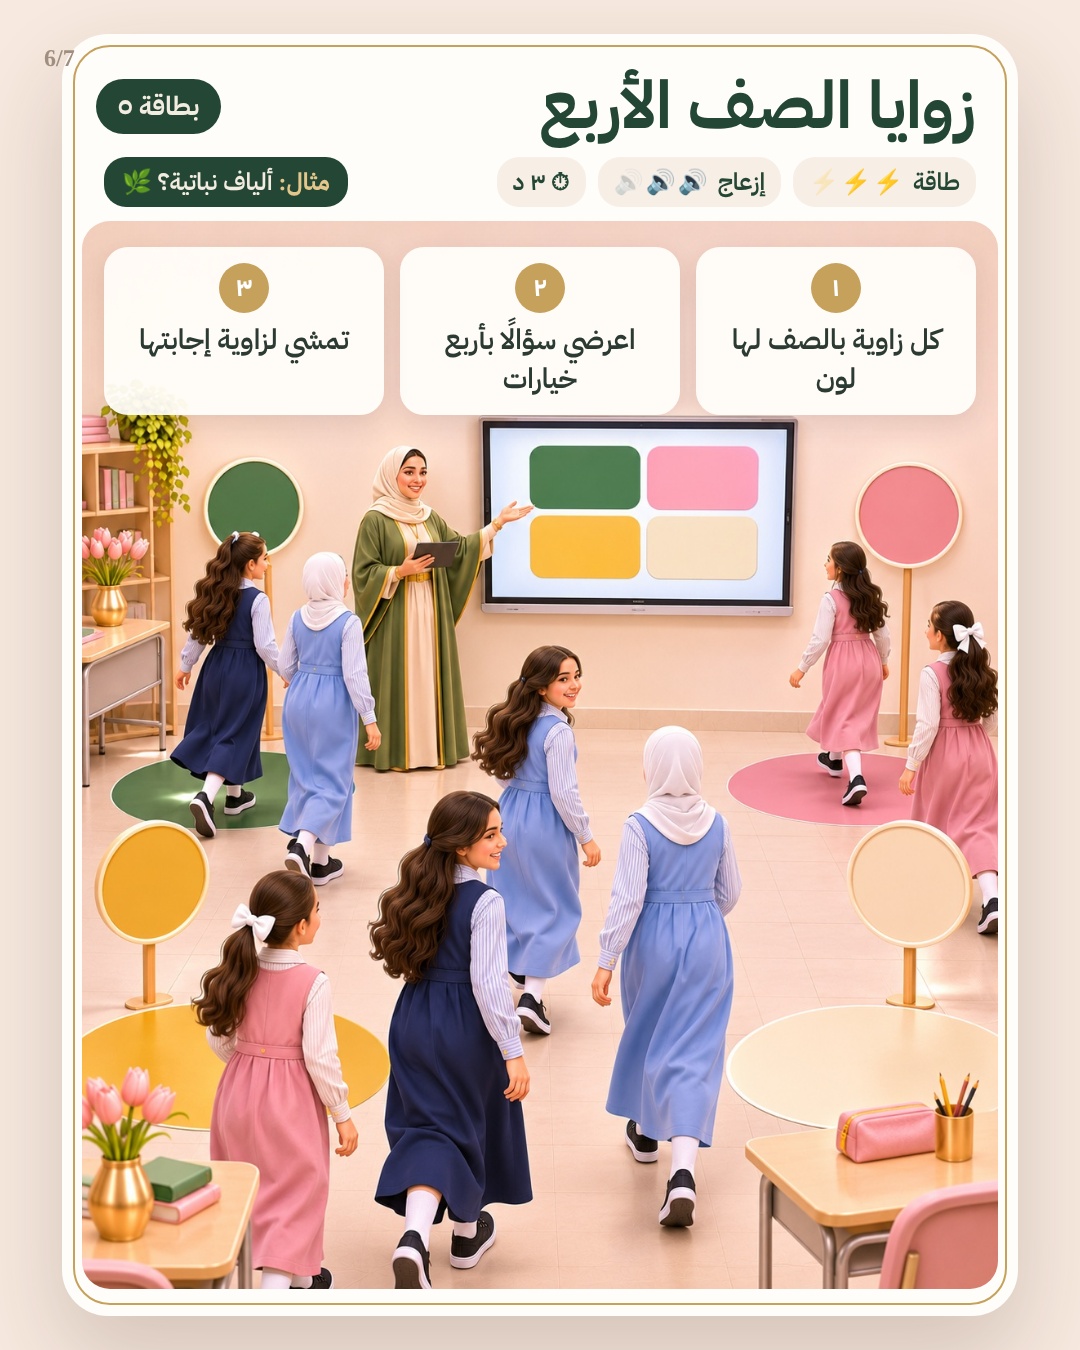 6/7
زوايا الصف الأربع
بطاقة ٥
طاقة ⚡⚡⚡
إزعاج 🔊🔊🔊
⏱ ٣ د
مثال: ألياف نباتية؟ 🌿
١
كل زاوية بالصف لها
لون
٢
اعرضي سؤالًا بأربع
خيارات
٣
تمشي لزاوية إجابتها